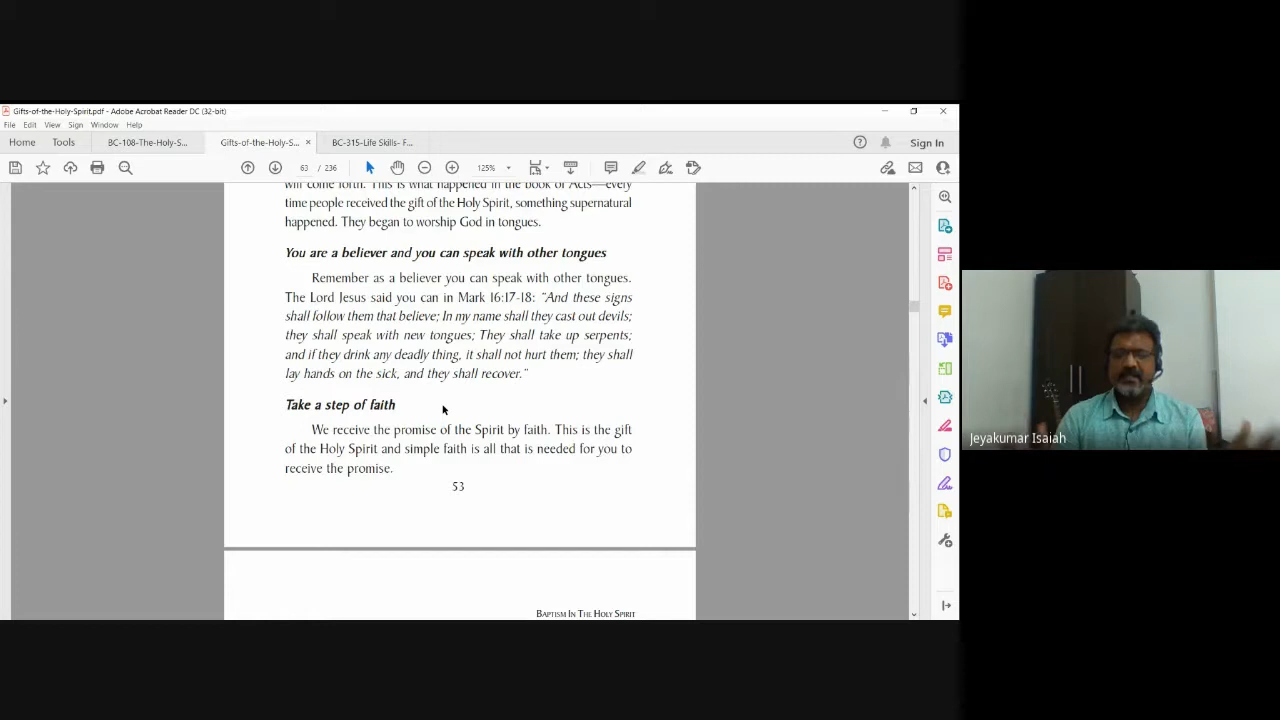 Gifts-of-the-Holy-Spirit.pdf - Adobe Acrobat Reader DC (32-bit)
File Edit View Sign Window Help
Home Tools BC-108-The-Holy-S... Gifts-of-the-Holy-S... × BC-315-Life Skills- F... Sign In
63 / 236 125%
will come forth. This is what happened in the book of Acts—every
time people received the gift of the Holy Spirit, something supernatural
happened. They began to worship God in tongues.
You are a believer and you can speak with other tongues
Remember as a believer you can speak with other tongues.
The Lord Jesus said you can in Mark 16:17-18: "And these signs
shall follow them that believe; In my name shall they cast out devils;
they shall speak with new tongues; They shall take up serpents;
and if they drink any deadly thing, it shall not hurt them; they shall
lay hands on the sick, and they shall recover."
Take a step of faith
We receive the promise of the Spirit by faith. This is the gift
of the Holy Spirit and simple faith is all that is needed for you to
receive the promise.
53
BAPTISM IN THE HOLY SPIRIT
Jeyakumar Isaiah